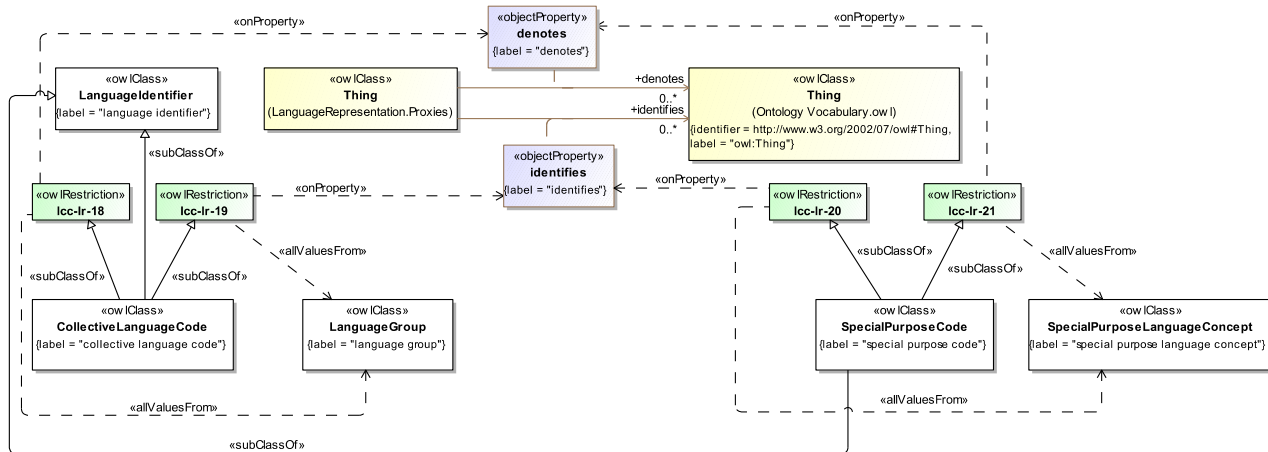 «objectProperty»
denotes
{label = "denotes"}
«onProperty»
«onProperty»
«owlClass»
LanguageIdentifier
{label = "language identifier"}
«owlClass»
Thing
(LanguageRepresentation.Proxies)
+denotes
0..*
+identifies
0..*
«owlClass»
Thing
(Ontology Vocabulary.owl)
{identifier = http://www.w3.org/2002/07/owl#Thing,
label = "owl:Thing"}
«subClassOf»
«objectProperty»
identifies
{label = "identifies"}
«owlRestriction»
lcc-lr-18
«owlRestriction»
lcc-lr-19
«onProperty»
«onProperty»
«owlRestriction»
lcc-lr-20
«owlRestriction»
lcc-lr-21
«subClassOf»
«subClassOf»
«allValuesFrom»
«subClassOf»
«subClassOf»
«allValuesFrom»
«owlClass»
CollectiveLanguageCode
{label = "collective language code"}
«owlClass»
LanguageGroup
{label = "language group"}
«owlClass»
SpecialPurposeCode
{label = "special purpose code"}
«owlClass»
SpecialPurposeLanguageConcept
{label = "special purpose language concept"}
«allValuesFrom»
«allValuesFrom»
«subClassOf»